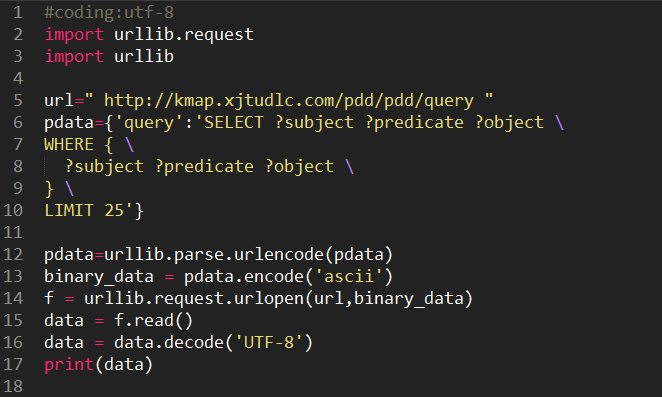 1 #coding:utf-8
2 import urllib.request
3 import urllib
4
5 url=" http://kmap.xjtudlc.com/pdd/pdd/query "
6 pdata={'query':'SELECT ?subject ?predicate ?object \
7 WHERE { \
8   ?subject ?predicate ?object \
9 } \
10 LIMIT 25'}
11
12 pdata=urllib.parse.urlencode(pdata)
13 binary_data = pdata.encode('ascii')
14 f = urllib.request.urlopen(url,binary_data)
15 data = f.read()
16 data = data.decode('UTF-8')
17 print(data)
18